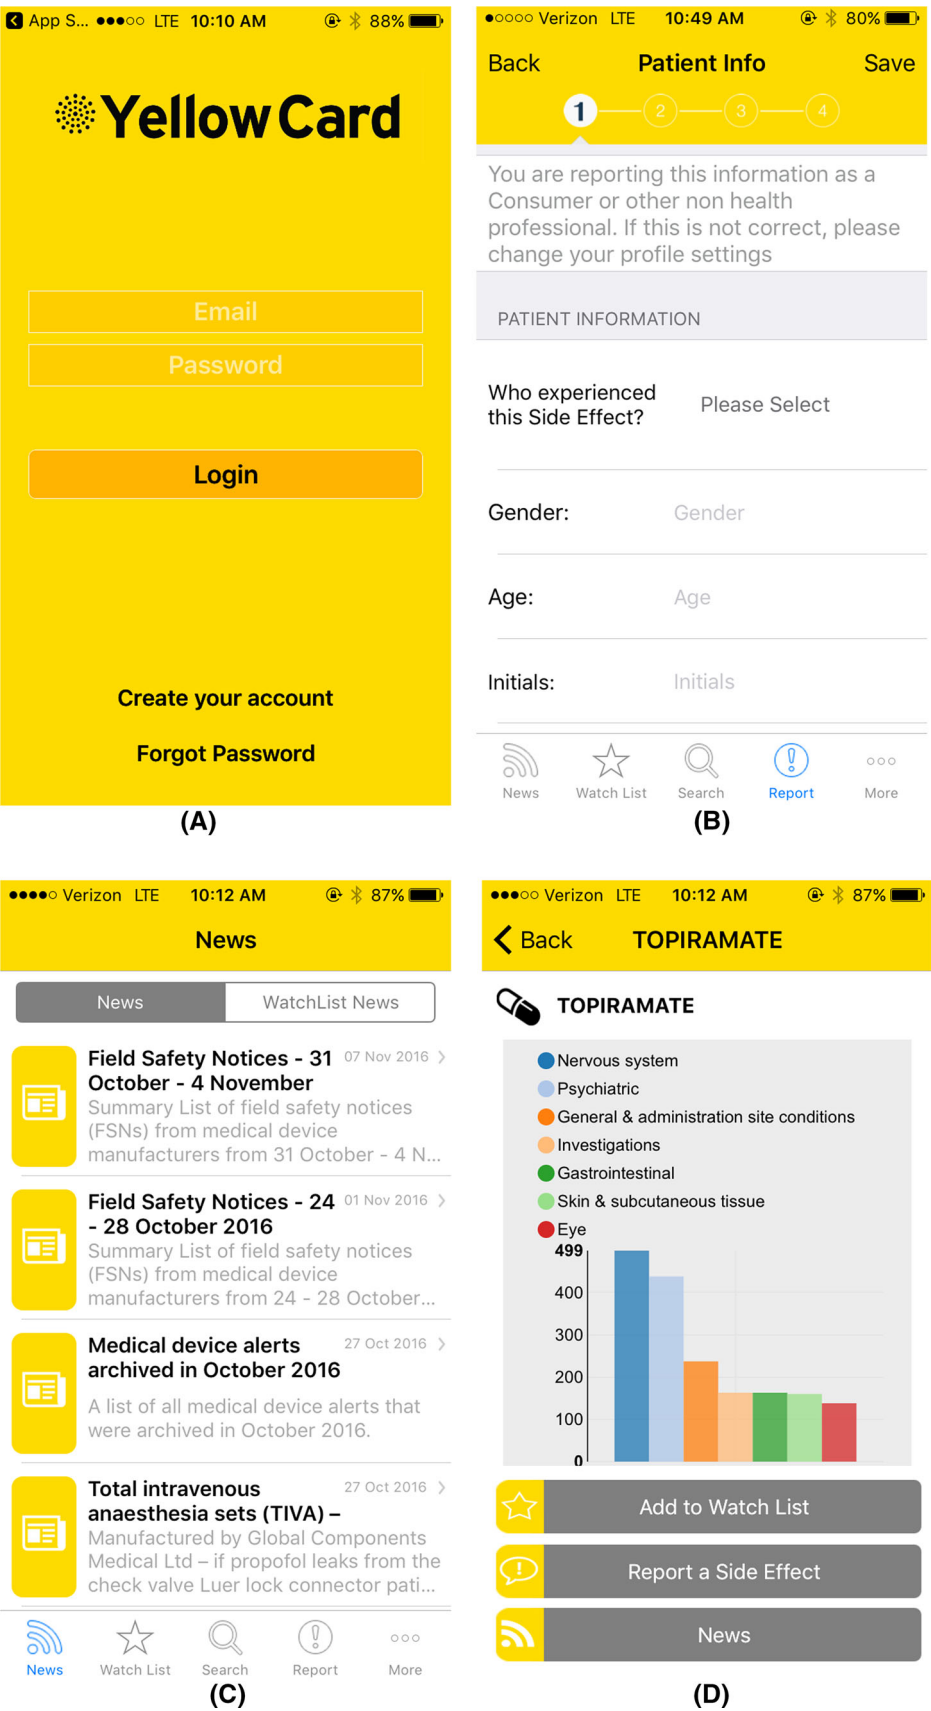 App S... LTE 10:10 AM 88%
Yellow Card
Email
Password
Login
Create your account
Forgot Password
(A)
Verizon LTE 10:49 AM 80%
Back Patient Info Save
1 2 3 4
You are reporting this information as a
Consumer or other non health
professional. If this is not correct, please
change your profile settings
PATIENT INFORMATION
Who experienced
this Side Effect?
Please Select
Gender: Gender
Age: Age
Initials: Initials
News Watch List Search Report More
(B)
Verizon LTE 10:12 AM 87%
News
News WatchList News
Field Safety Notices - 31 07 Nov 2016
October - 4 November
Summary List of field safety notices
(FSNs) from medical device
manufacturers from 31 October - 4 N...
Field Safety Notices - 24 01 Nov 2016
- 28 October 2016
Summary List of field safety notices
(FSNs) from medical device
manufacturers from 24 - 28 October...
Medical device alerts 27 Oct 2016
archived in October 2016
A list of all medical device alerts that
were archived in October 2016.
Total intravenous 27 Oct 2016
anaesthesia sets (TIVA) –
Manufactured by Global Components
Medical Ltd – if propofol leaks from the
check valve Luer lock connector pati...
News Watch List Search Report More
(C)
Verizon LTE 10:12 AM 87%
Back TOPIRAMATE
TOPIRAMATE
Nervous system
Psychiatric
General & administration site conditions
Investigations
Gastrointestinal
Skin & subcutaneous tissue
Eye
499
400
300
200
100
0
Add to Watch List
Report a Side Effect
News
(D)